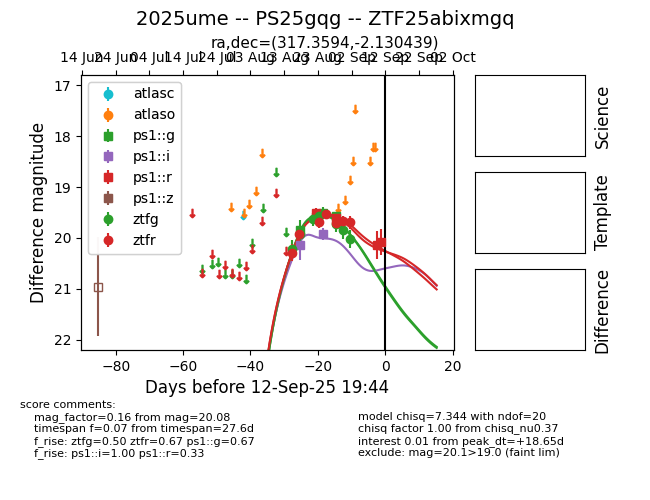 2025ume -- PS25gqg -- ZTF25abixmgq
ra,dec=(317.3594,-2.130439)
14 Jun 24 Jun 04 Jul 14 Jul 24 Jul 03 Aug 13 Aug 23 Aug 02 Sep 12 Sep 22 Sep 02 Oct
Difference magnitude
17
18
19
20
21
22
atlasc
atlaso
ps1::g
ps1::i
ps1::r
ps1::z
ztfg
ztfr
−80 −60 −40 −20 0 20
Days before 12-Sep-25 19:44
Science
Template
Difference
score comments:
mag_factor=0.16 from mag=20.08
timespan f=0.07 from timespan=27.6d
f_rise: ztfg=0.50 ztfr=0.67 ps1::g=0.67
f_rise: ps1::i=1.00 ps1::r=0.33
model chisq=7.344 with ndof=20
chisq factor 1.00 from chisq_nu0.37
interest 0.01 from peak_dt=+18.65d
exclude: mag=20.1>19.0 (faint lim)